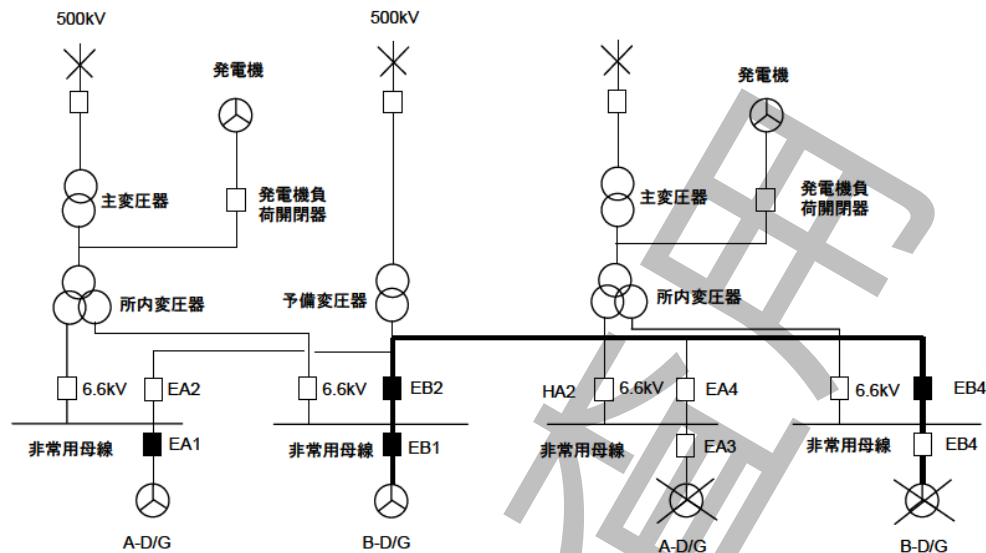 500kV
500kV
発電機
発電機
主変圧器
発電機負
荷開閉器
主変圧器
発電機負
荷開閉器
所内変圧器
予備変圧器
所内変圧器
6.6kV
EA2
6.6kV
EB2
HA2
6.6kV
EA4
6.6kV
EB4
非常用母線
EA1
非常用母線
EB1
非常用母線
EA3
非常用母線
EB4
A-D/G
B-D/G
A-D/G
B-D/G